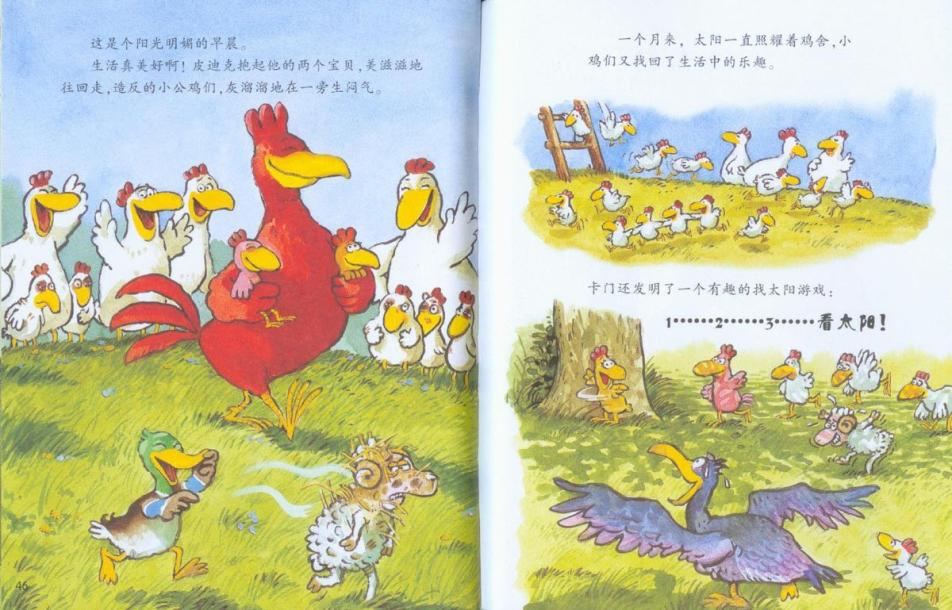 这是个阳光明媚的早晨。
生活真美好啊！皮迪克抱起他的两个宝贝，美滋滋地
往回走，造反的小公鸡们，灰溜溜地在一旁生闷气。
46
一个月来，太阳一直照耀着鸡舍，小
鸡们又找回了生活中的乐趣。
卡门还发明了一个有趣的找太阳游戏：
1······2······3······看太阳！